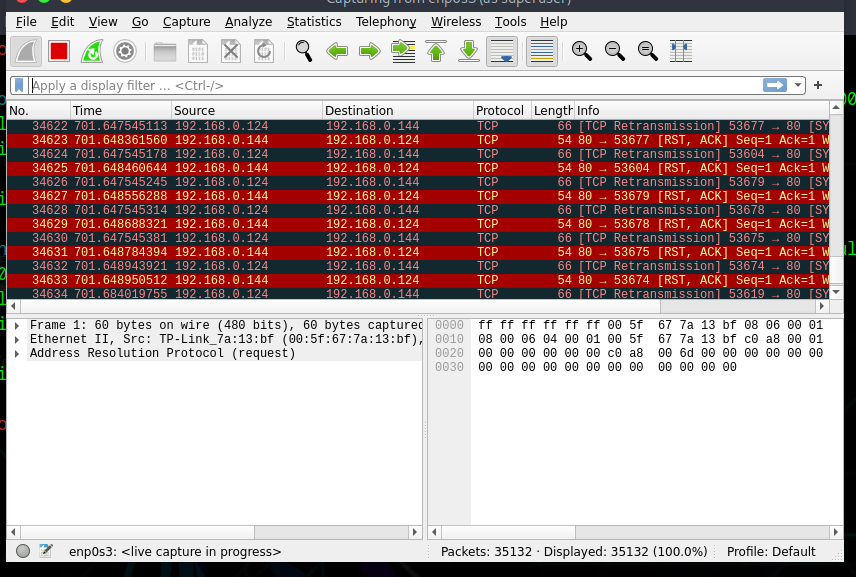 Capturing from enp0s3 (as superuser)
File Edit View Go Capture Analyze Statistics Telephony Wireless Tools Help
Apply a display filter ... <Ctrl-/>
No. Time Source Destination Protocol Length Info
34622 701.647545113 192.168.0.124 192.168.0.144 TCP 66 [TCP Retransmission] 53677 → 80 [SY
34623 701.648361560 192.168.0.144 192.168.0.124 TCP 54 80 → 53677 [RST, ACK] Seq=1 Ack=1 W
34624 701.647545178 192.168.0.124 192.168.0.144 TCP 66 [TCP Retransmission] 53604 → 80 [SY
34625 701.648460644 192.168.0.144 192.168.0.124 TCP 54 80 → 53604 [RST, ACK] Seq=1 Ack=1 W
34626 701.647545245 192.168.0.124 192.168.0.144 TCP 66 [TCP Retransmission] 53679 → 80 [SY
34627 701.648556288 192.168.0.144 192.168.0.124 TCP 54 80 → 53679 [RST, ACK] Seq=1 Ack=1 W
34628 701.647545314 192.168.0.124 192.168.0.144 TCP 66 [TCP Retransmission] 53678 → 80 [SY
34629 701.648688321 192.168.0.144 192.168.0.124 TCP 54 80 → 53678 [RST, ACK] Seq=1 Ack=1 W
34630 701.647545381 192.168.0.124 192.168.0.144 TCP 66 [TCP Retransmission] 53675 → 80 [SY
34631 701.648784394 192.168.0.144 192.168.0.124 TCP 54 80 → 53675 [RST, ACK] Seq=1 Ack=1 W
34632 701.648943921 192.168.0.124 192.168.0.144 TCP 66 [TCP Retransmission] 53674 → 80 [SY
34633 701.648950512 192.168.0.144 192.168.0.124 TCP 54 80 → 53674 [RST, ACK] Seq=1 Ack=1 W
34634 701.684019755 192.168.0.124 192.168.0.144 TCP 66 [TCP Retransmission] 53619 → 80 [SY
Frame 1: 60 bytes on wire (480 bits), 60 bytes captured
Ethernet II, Src: TP-Link_7a:13:bf (00:5f:67:7a:13:bf),
Address Resolution Protocol (request)
0000 ff ff ff ff ff ff 00 5f 67 7a 13 bf 08 06 00 01
0010 08 00 06 04 00 01 00 5f 67 7a 13 bf c0 a8 00 01
0020 00 00 00 00 00 00 c0 a8 00 6d 00 00 00 00 00 00
0030 00 00 00 00 00 00 00 00 00 00 00 00
enp0s3: <live capture in progress> Packets: 35132 · Displayed: 35132 (100.0%) Profile: Default